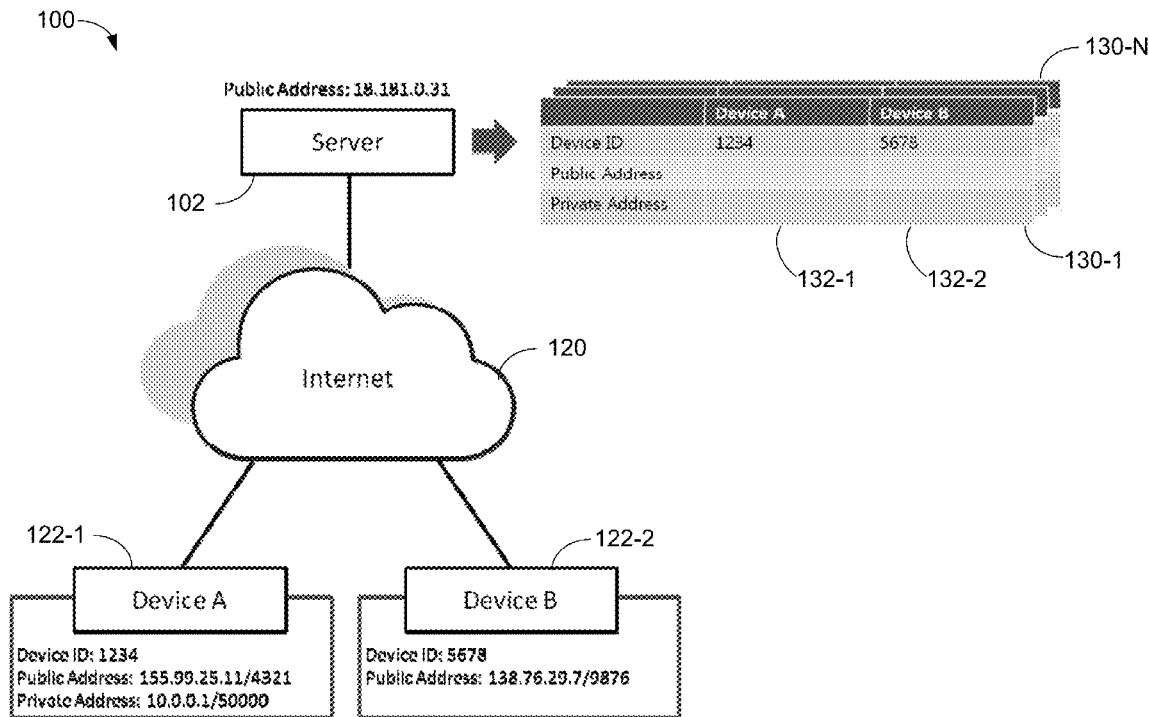 100
130-N
Public Address: 18.181.0.31
Server
102
Device A Device B
Device ID 1234 5678
Public Address
Private Address
132-1 132-2 130-1
Internet
120
122-1
122-2
Device A
Device B
Device ID: 1234
Public Address: 155.99.25.11/4321
Private Address: 10.0.0.1/50000
Device ID: 5678
Public Address: 138.76.29.7/9876